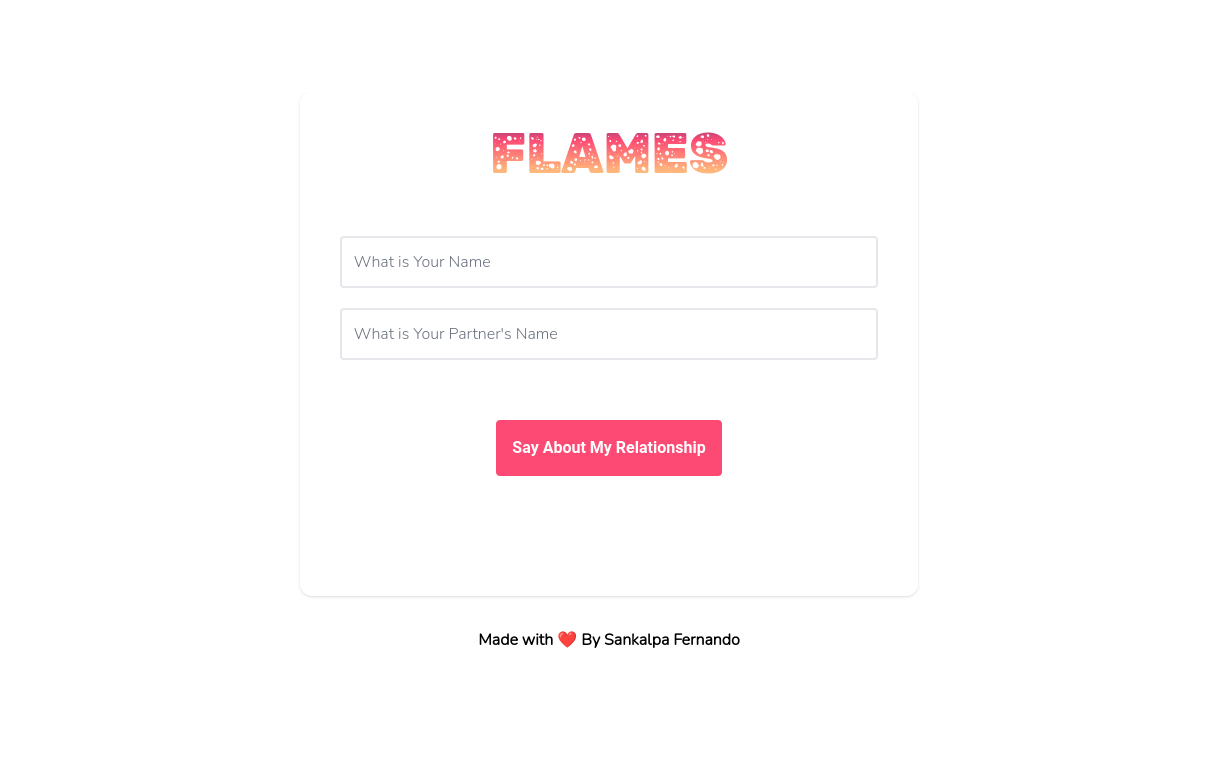 FLAMES
What is Your Name
What is Your Partner's Name
Say About My Relationship
Made with ❤️ By Sankalpa Fernando